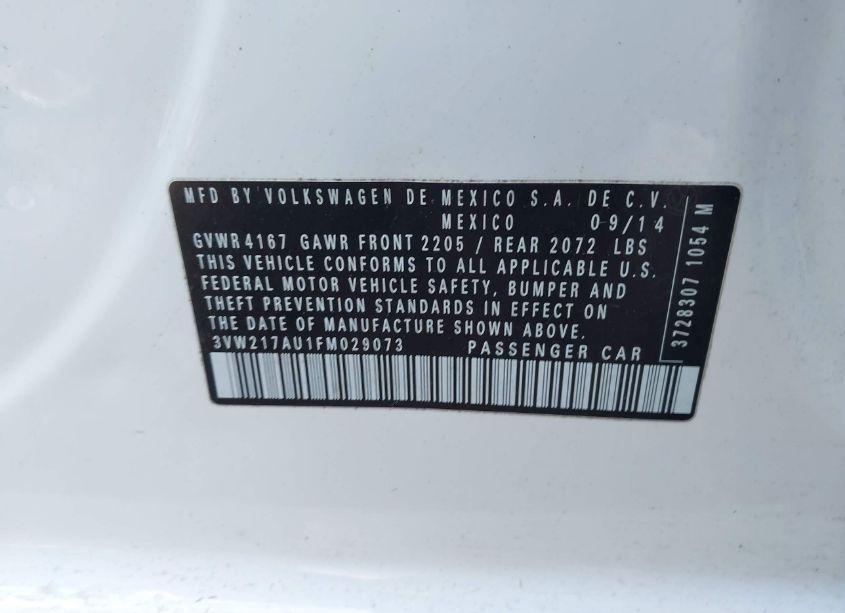 MFD BY VOLKSWAGEN DE MEXICO S.A. DE C.V.
MEXICO 09/14
GVWR 4167 GAWR FRONT 2205 / REAR 2072 LBS
THIS VEHICLE CONFORMS TO ALL APPLICABLE U.S.
FEDERAL MOTOR VEHICLE SAFETY, BUMPER AND
THEFT PREVENTION STANDARDS IN EFFECT ON
THE DATE OF MANUFACTURE SHOWN ABOVE.
3VW217AU1FM029073 PASSENGER CAR
3728307 1054 M